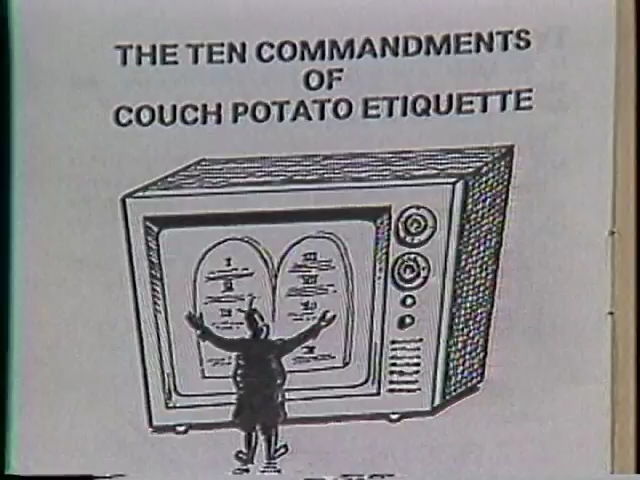 THE TEN COMMANDMENTS
OF
COUCH POTATO ETIQUETTE